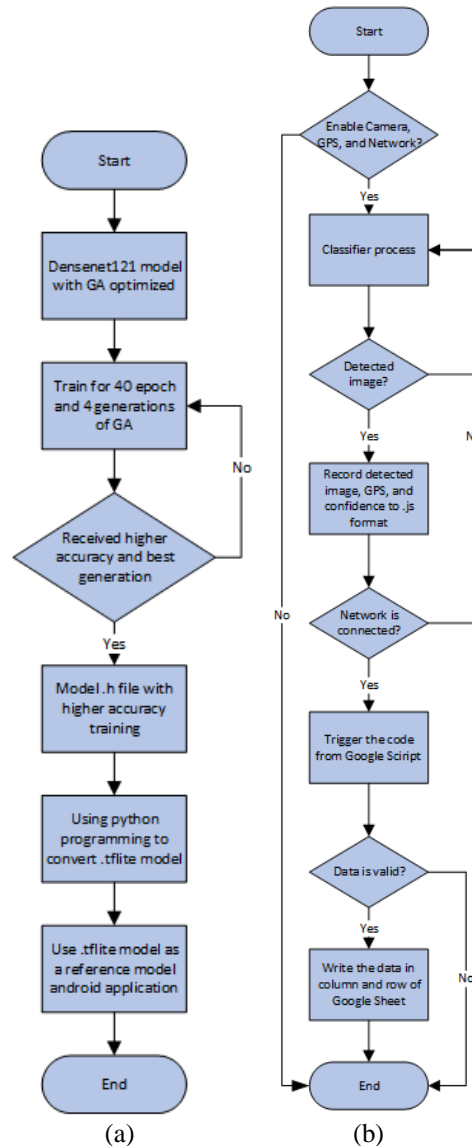 Start
Densenet121 model
with GA optimized
Train for 40 epoch
and 4 generations
of GA
No
Received higher
accuracy and best
generation
Yes
Model .h file with
higher accuracy
training
Using python
programming to
convert .tflite model
Use .tflite model as
a reference model
android application
End
(a)
Start
Enable Camera,
GPS, and Network?
Yes
Classifier process
Detected
image?
Yes
Record detected
image, GPS, and
confidence to .js
format
Network is
connected?
No
Yes
Trigger the code
from Google Sciript
Data is valid?
Yes
Write the data in
column and row of
Google Sheet
No
End
(b)